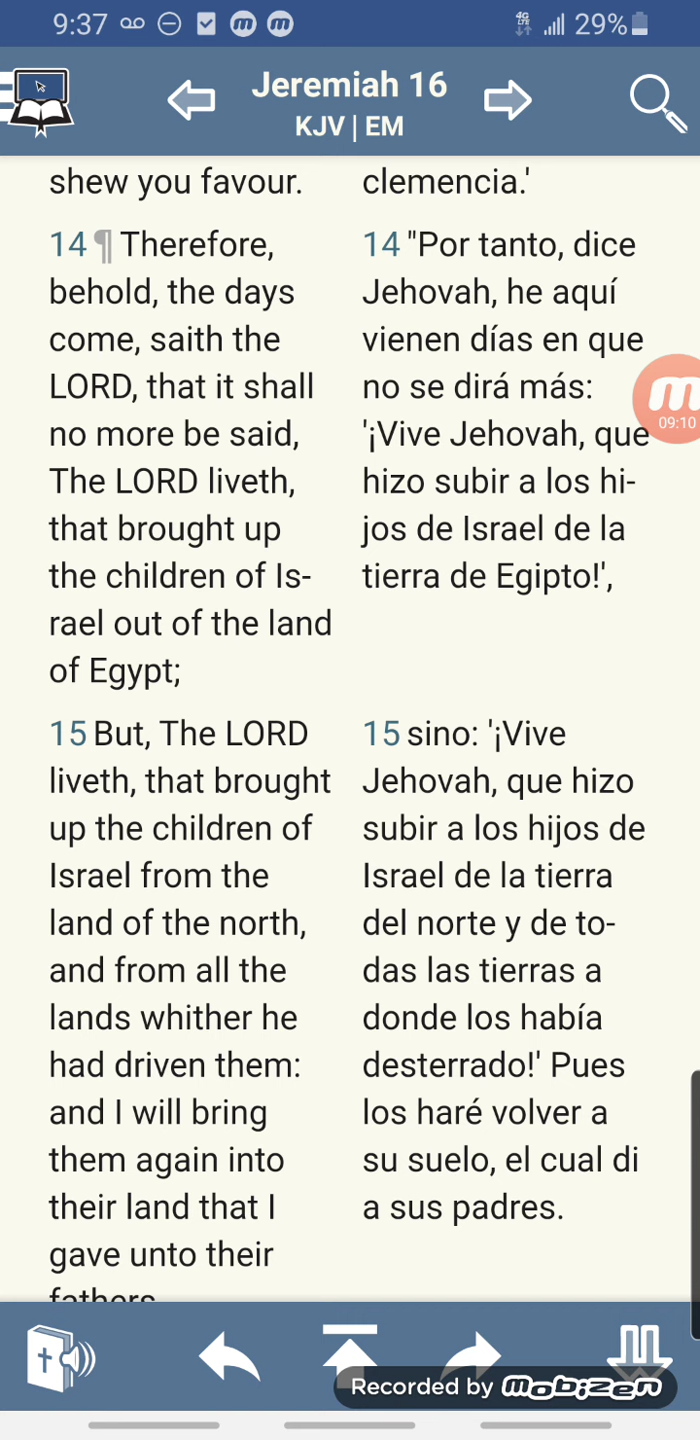 9:37
4G LTE
29%
Jeremiah 16
KJV | EM
shew you favour.
14 ¶ Therefore,
behold, the days
come, saith the
LORD, that it shall
no more be said,
The LORD liveth,
that brought up
the children of Is-
rael out of the land
of Egypt;
15 But, The LORD
liveth, that brought
up the children of
Israel from the
land of the north,
and from all the
lands whither he
had driven them:
and I will bring
them again into
their land that I
gave unto their
fathers
clemencia.'
14 "Por tanto, dice
Jehovah, he aquí
vienen días en que
no se dirá más:
'¡Vive Jehovah, que
hizo subir a los hi-
jos de Israel de la
tierra de Egipto!',
15 sino: '¡Vive
Jehovah, que hizo
subir a los hijos de
Israel de la tierra
del norte y de to-
das las tierras a
donde los había
desterrado!' Pues
los haré volver a
su suelo, el cual di
a sus padres.
m
09:10
Recorded by Mobizen